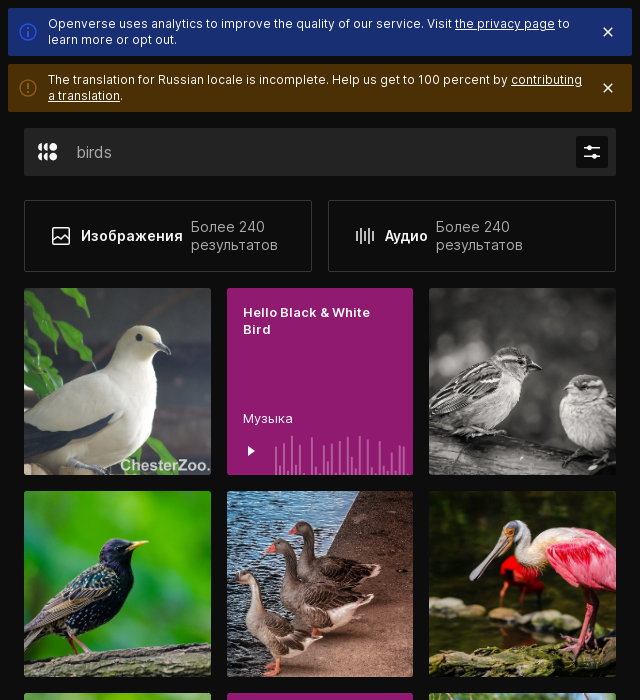 Openverse uses analytics to improve the quality of our service. Visit the privacy page to
learn more or opt out.
The translation for Russian locale is incomplete. Help us get to 100 percent by contributing
a translation.
birds
Изображения
Более 240
результатов
Аудио
Более 240
результатов
Hello Black & White
Bird
Музыка
ChesterZoo.